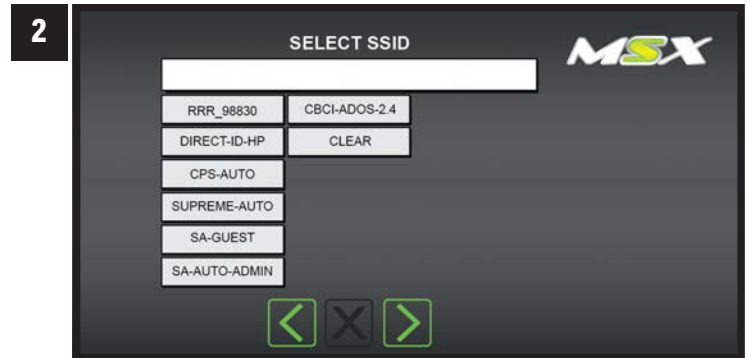 2
SELECT SSID
MSX
RRR_98830 CBCI-ADOS-2.4
DIRECT-ID-HP CLEAR
CPS-AUTO
SUPREME-AUTO
SA-GUEST
SA-AUTO-ADMIN
X